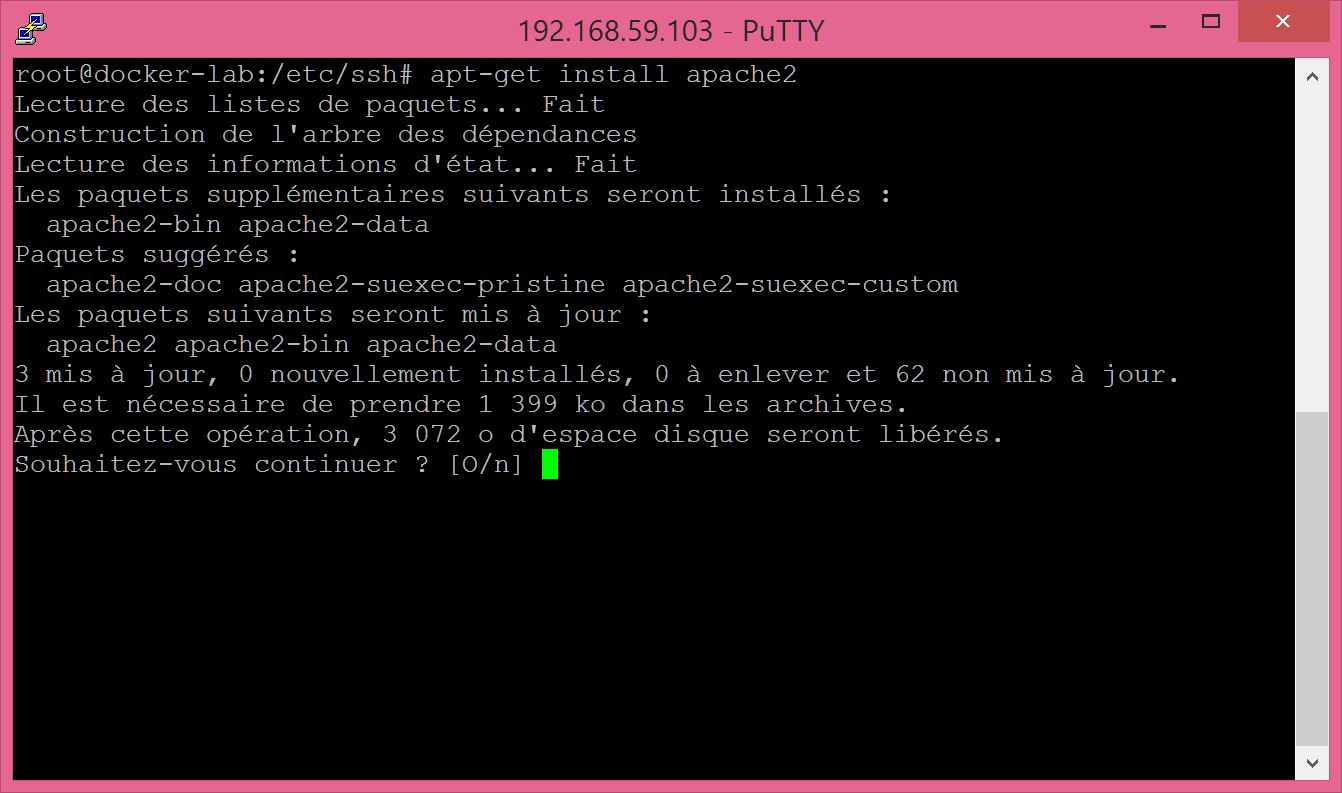 192.168.59.103 - PuTTY
root@docker-lab:/etc/ssh# apt-get install apache2
Lecture des listes de paquets... Fait
Construction de l'arbre des dépendances
Lecture des informations d'état... Fait
Les paquets supplémentaires suivants seront installés :
  apache2-bin apache2-data
Paquets suggérés :
  apache2-doc apache2-suexec-pristine apache2-suexec-custom
Les paquets suivants seront mis à jour :
  apache2 apache2-bin apache2-data
3 mis à jour, 0 nouvellement installés, 0 à enlever et 62 non mis à jour.
Il est nécessaire de prendre 1 399 ko dans les archives.
Après cette opération, 3 072 o d'espace disque seront libérés.
Souhaitez-vous continuer ? [O/n]